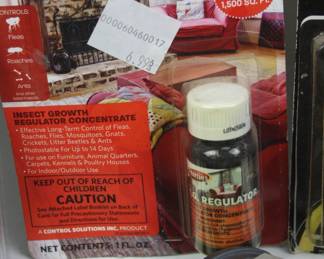 CONTROLS:
1,500 SQ. FT.
000060460017
6.99
Fleas
Roaches
Ants
INSECT GROWTH
REGULATOR CONCENTRATE
• Effective Long-Term Control of Fleas,
Roaches, Flies, Mosquitoes, Gnats,
Crickets, Litter Beetles & Ants
• Photostable For Up to 14 Days
• For use on Furniture, Animal Quarters,
Carpets, Kennels & Poultry Houses
• For Indoor/Outdoor Use
KEEP OUT OF REACH OF
CHILDREN
CAUTION
See Attached Label Booklet on Back of
Card for Full Precautionary Statements
and Directions for Use.
A CONTROL SOLUTIONS INC. PRODUCT
NET CONTENTS: 1 FL. OZ.
Lift
REGULATOR